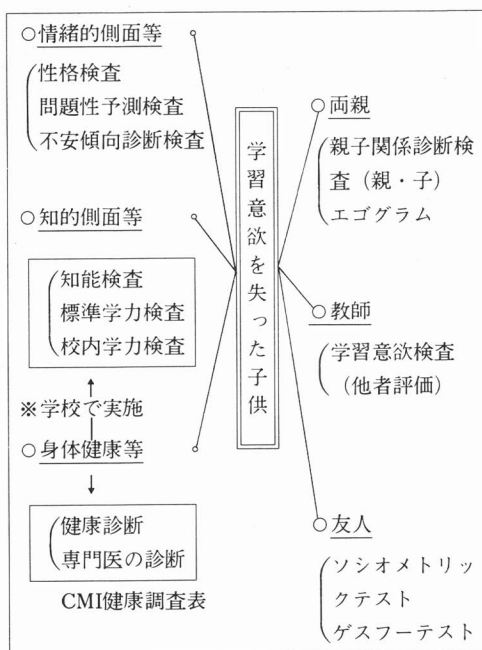 ○情緒的側面等
性格検査
問題性予測検査
不安傾向診断検査
○知的側面等
知能検査
標準学力検査
校内学力検査
※学校で実施
○身体健康等
健康診断
専門医の診断
CMI健康調査表
学習意欲を失った子供
○両親
親子関係診断検
査（親・子）
エゴグラム
○教師
学習意欲検査
（他者評価）
○友人
ソシオメトリッ
クテスト
ゲスフーテスト